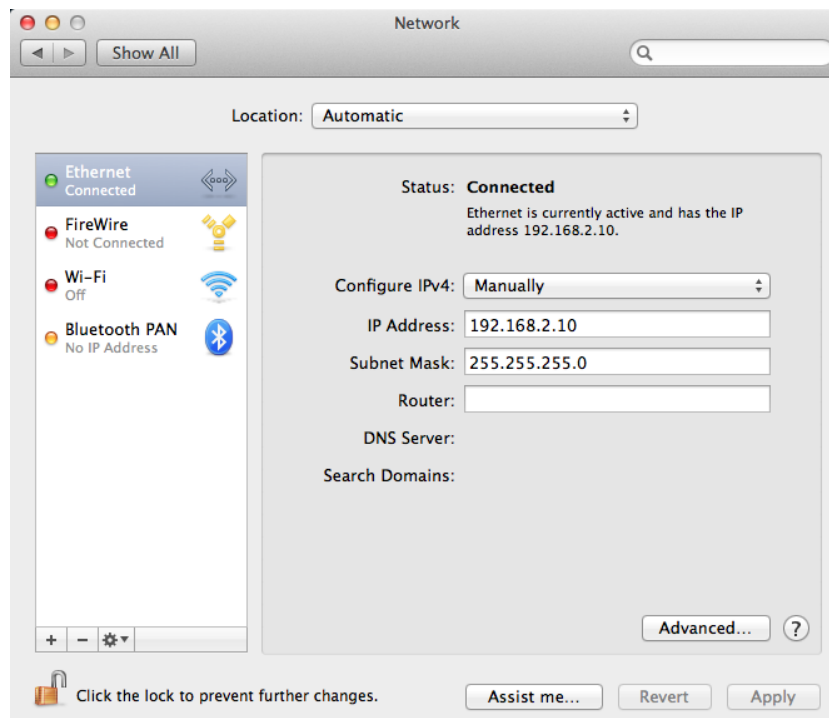 Network
Show All
Location: Automatic
Ethernet
Connected
FireWire
Not Connected
Wi-Fi
Off
Bluetooth PAN
No IP Address
Status: Connected
Ethernet is currently active and has the IP
address 192.168.2.10.
Configure IPv4: Manually
IP Address: 192.168.2.10
Subnet Mask: 255.255.255.0
Router:
DNS Server:
Search Domains:
Advanced... ?
+ −
Click the lock to prevent further changes.
Assist me... Revert Apply